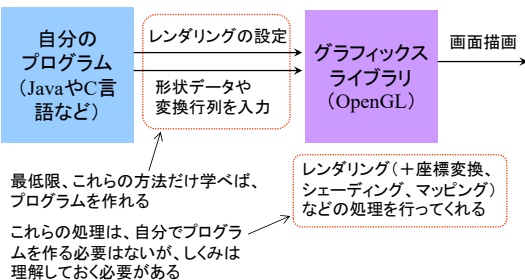 自分の
プログラム
（JavaやC言
語など）
レンダリングの設定
形状データや
変換行列を入力
グラフィックス
ライブラリ
（OpenGL）
画面描画
最低限、これらの方法だけ学べば、
プログラムを作れる
レンダリング（＋座標変換、
シェーディング、マッピング）
などの処理を行ってくれる
これらの処理は、自分でプログラ
ムを作る必要はないが、しくみは
理解しておく必要がある